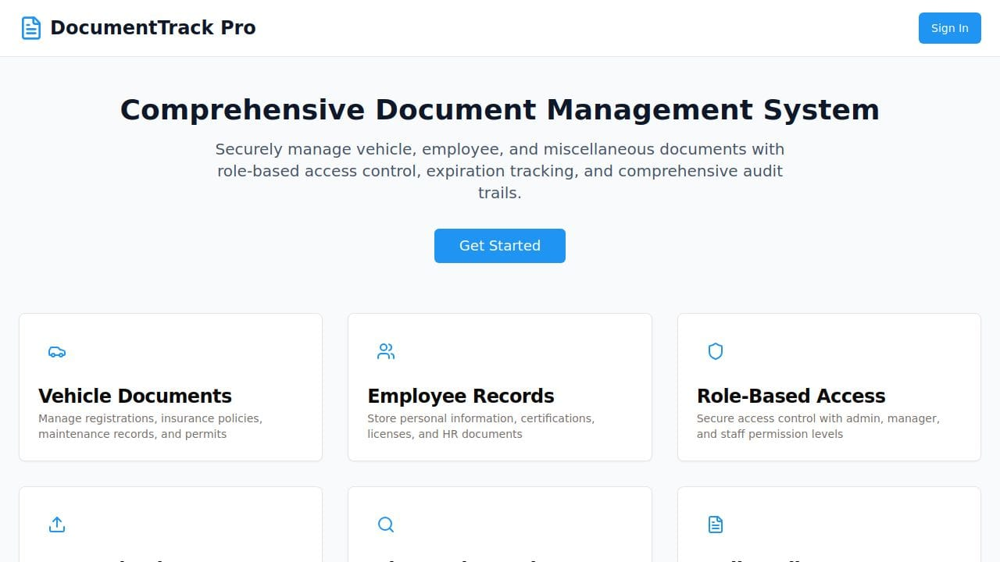 DocumentTrack Pro
Sign In
Comprehensive Document Management System
Securely manage vehicle, employee, and miscellaneous documents with
role-based access control, expiration tracking, and comprehensive audit
trails.
Get Started
Vehicle Documents
Manage registrations, insurance policies,
maintenance records, and permits
Employee Records
Store personal information, certifications,
licenses, and HR documents
Role-Based Access
Secure access control with admin, manager,
and staff permission levels